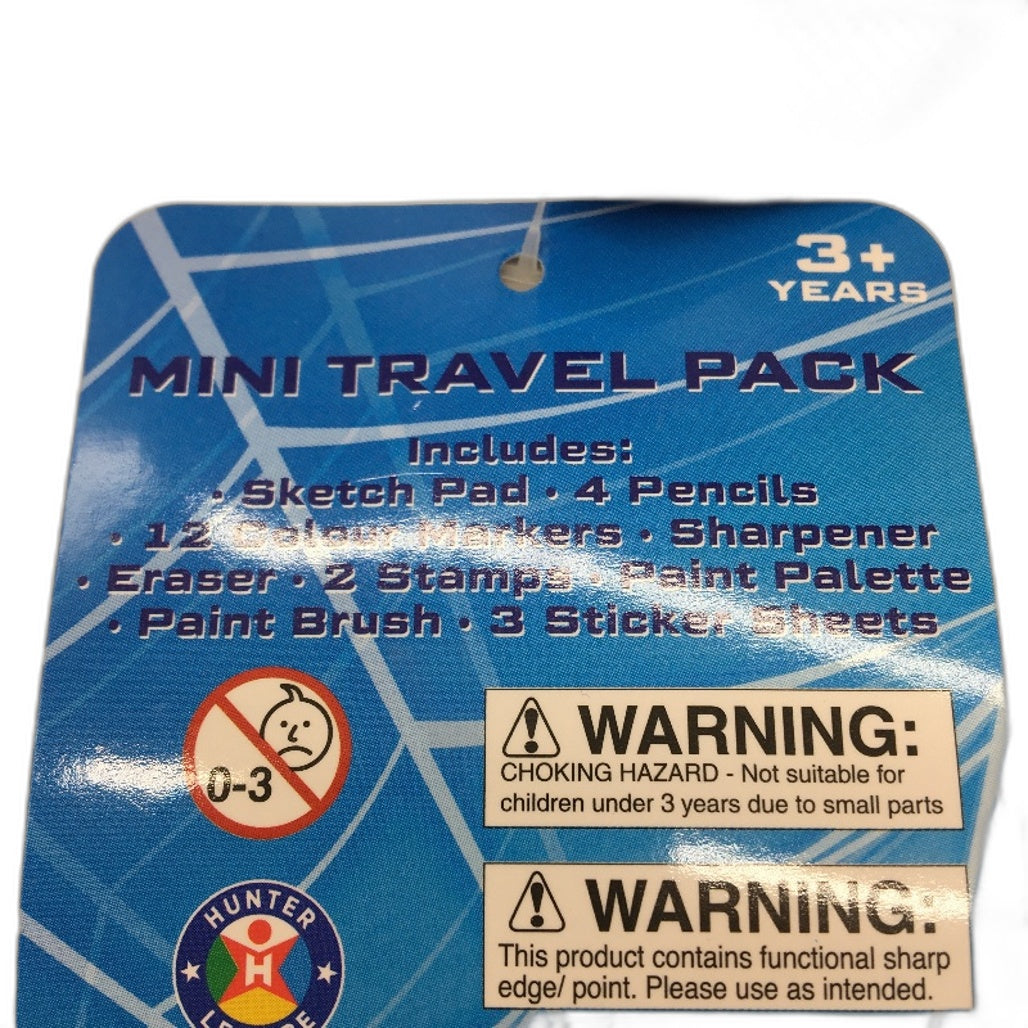 3+
YEARS
MINI TRAVEL PACK
Includes:
• Sketch Pad • 4 Pencils
• 12 Colour Markers • Sharpener
• Eraser • 2 Stamps • Paint Palette
• Paint Brush • 3 Sticker Sheets
0-3
WARNING:
CHOKING HAZARD - Not suitable for
children under 3 years due to small parts
HUNTER
H
WARNING:
This product contains functional sharp
edge/ point. Please use as intended.